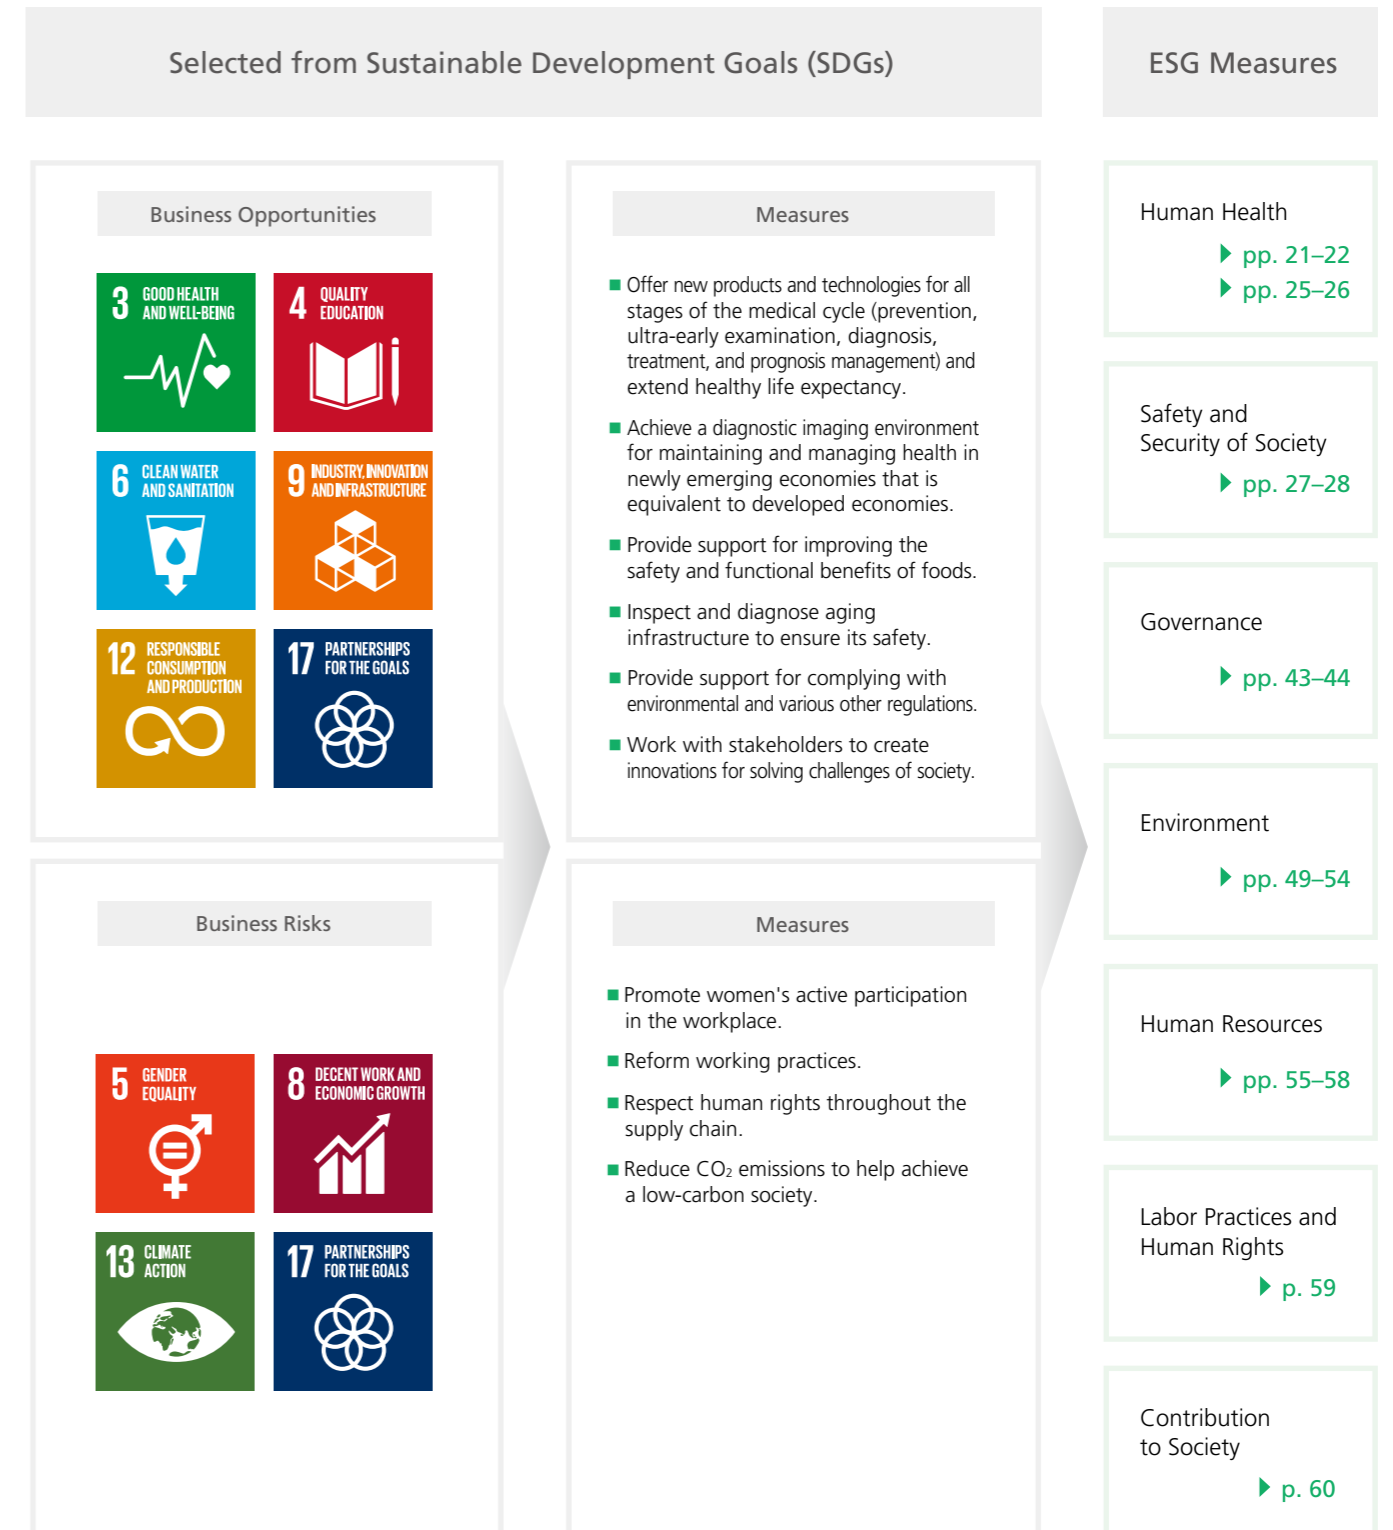 Selected from Sustainable Development Goals (SDGs)
ESG Measures
Business Opportunities
3 GOOD HEALTH
AND WELL-BEING
4 QUALITY
EDUCATION
6 CLEAN WATER
AND SANITATION
9 INDUSTRY, INNOVATION
AND INFRASTRUCTURE
12 RESPONSIBLE
CONSUMPTION
AND PRODUCTION
17 PARTNERSHIPS
FOR THE GOALS
Measures
Offer new products and technologies for all
stages of the medical cycle (prevention,
ultra-early examination, diagnosis,
treatment, and prognosis management) and
extend healthy life expectancy.
Achieve a diagnostic imaging environment
for maintaining and managing health in
newly emerging economies that is
equivalent to developed economies.
Provide support for improving the
safety and functional benefits of foods.
Inspect and diagnose aging
infrastructure to ensure its safety.
Provide support for complying with
environmental and various other regulations.
Work with stakeholders to create
innovations for solving challenges of society.
Business Risks
5 GENDER
EQUALITY
8 DECENT WORK AND
ECONOMIC GROWTH
13 CLIMATE
ACTION
17 PARTNERSHIPS
FOR THE GOALS
Measures
Promote women's active participation
in the workplace.
Reform working practices.
Respect human rights throughout the
supply chain.
Reduce CO₂ emissions to help achieve
a low-carbon society.
Human Health
pp. 21–22
pp. 25–26
Safety and
Security of Society
pp. 27–28
Governance
pp. 43–44
Environment
pp. 49–54
Human Resources
pp. 55–58
Labor Practices and
Human Rights
p. 59
Contribution
to Society
p. 60